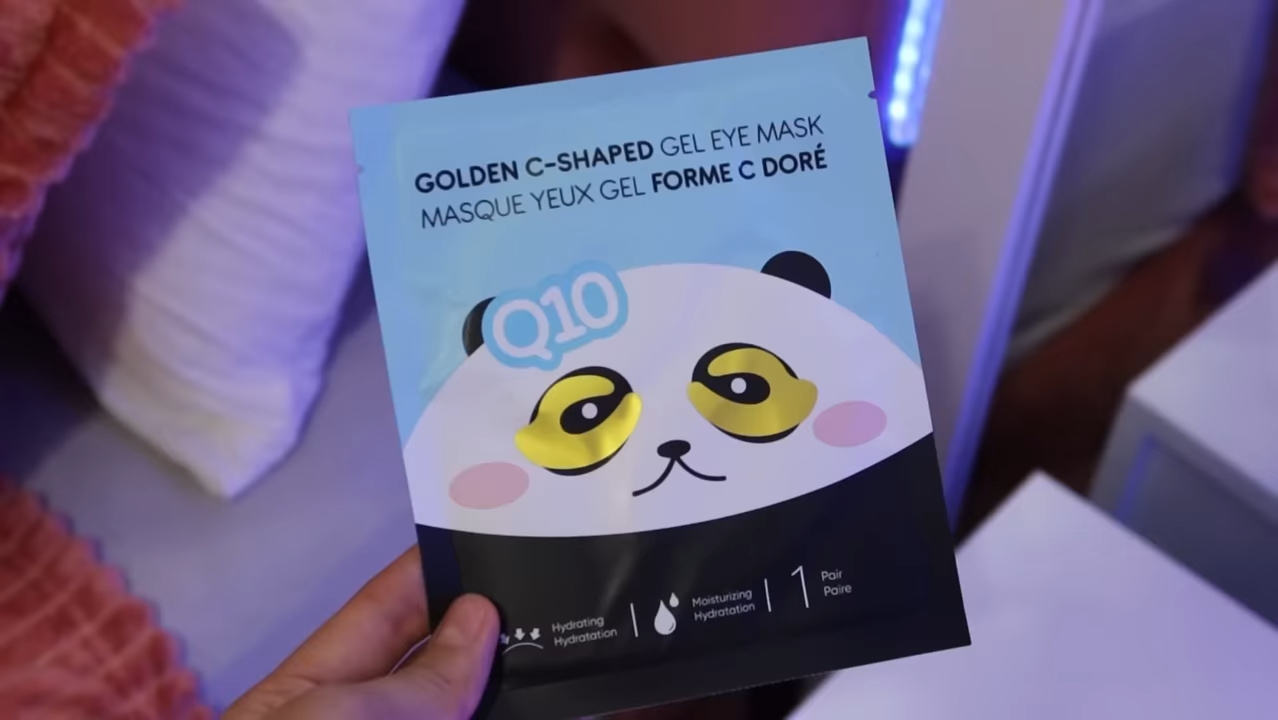 GOLDEN C-SHAPED GEL EYE MASK
MASQUE YEUX GEL FORME C DORÉ
Q10
Hydrating
Hydratation
Moisturizing
Hydratation
1
Pair
Paire